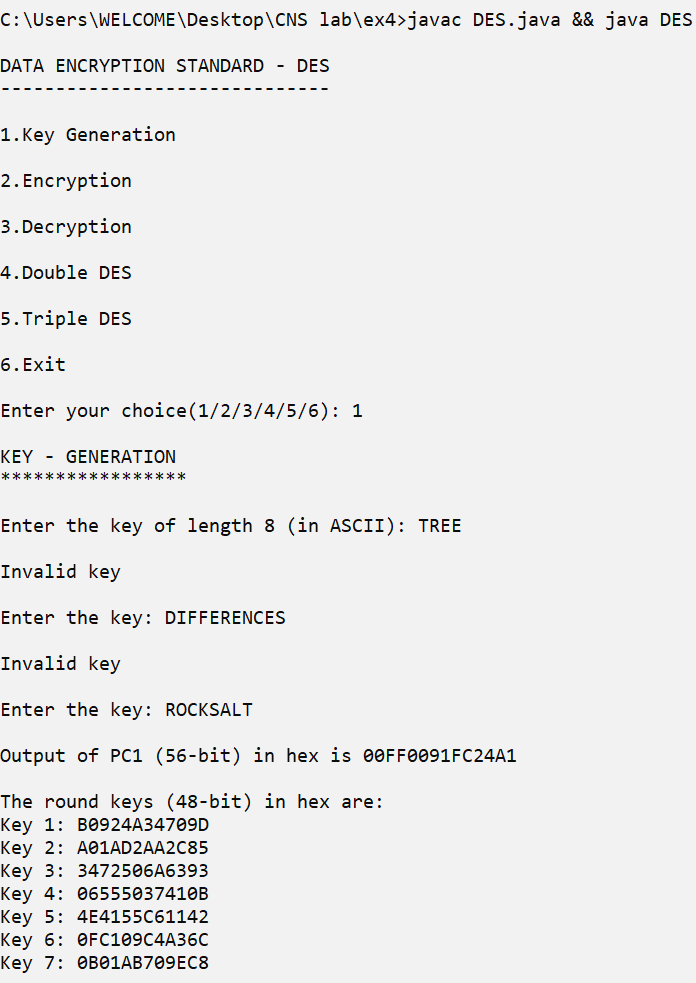 C:\Users\WELCOME\Desktop\CNS lab\ex4>javac DES.java && java DES
DATA ENCRYPTION STANDARD - DES
------------------------------
1.Key Generation
2.Encryption
3.Decryption
4.Double DES
5.Triple DES
6.Exit
Enter your choice(1/2/3/4/5/6): 1
KEY - GENERATION
*****************
Enter the key of length 8 (in ASCII): TREE
Invalid key
Enter the key: DIFFERENCES
Invalid key
Enter the key: ROCKSALT
Output of PC1 (56-bit) in hex is 00FF0091FC24A1
The round keys (48-bit) in hex are:
Key 1: B0924A34709D
Key 2: A01AD2AA2C85
Key 3: 3472506A6393
Key 4: 06555037410B
Key 5: 4E4155C61142
Key 6: 0FC109C4A36C
Key 7: 0B01AB709EC8